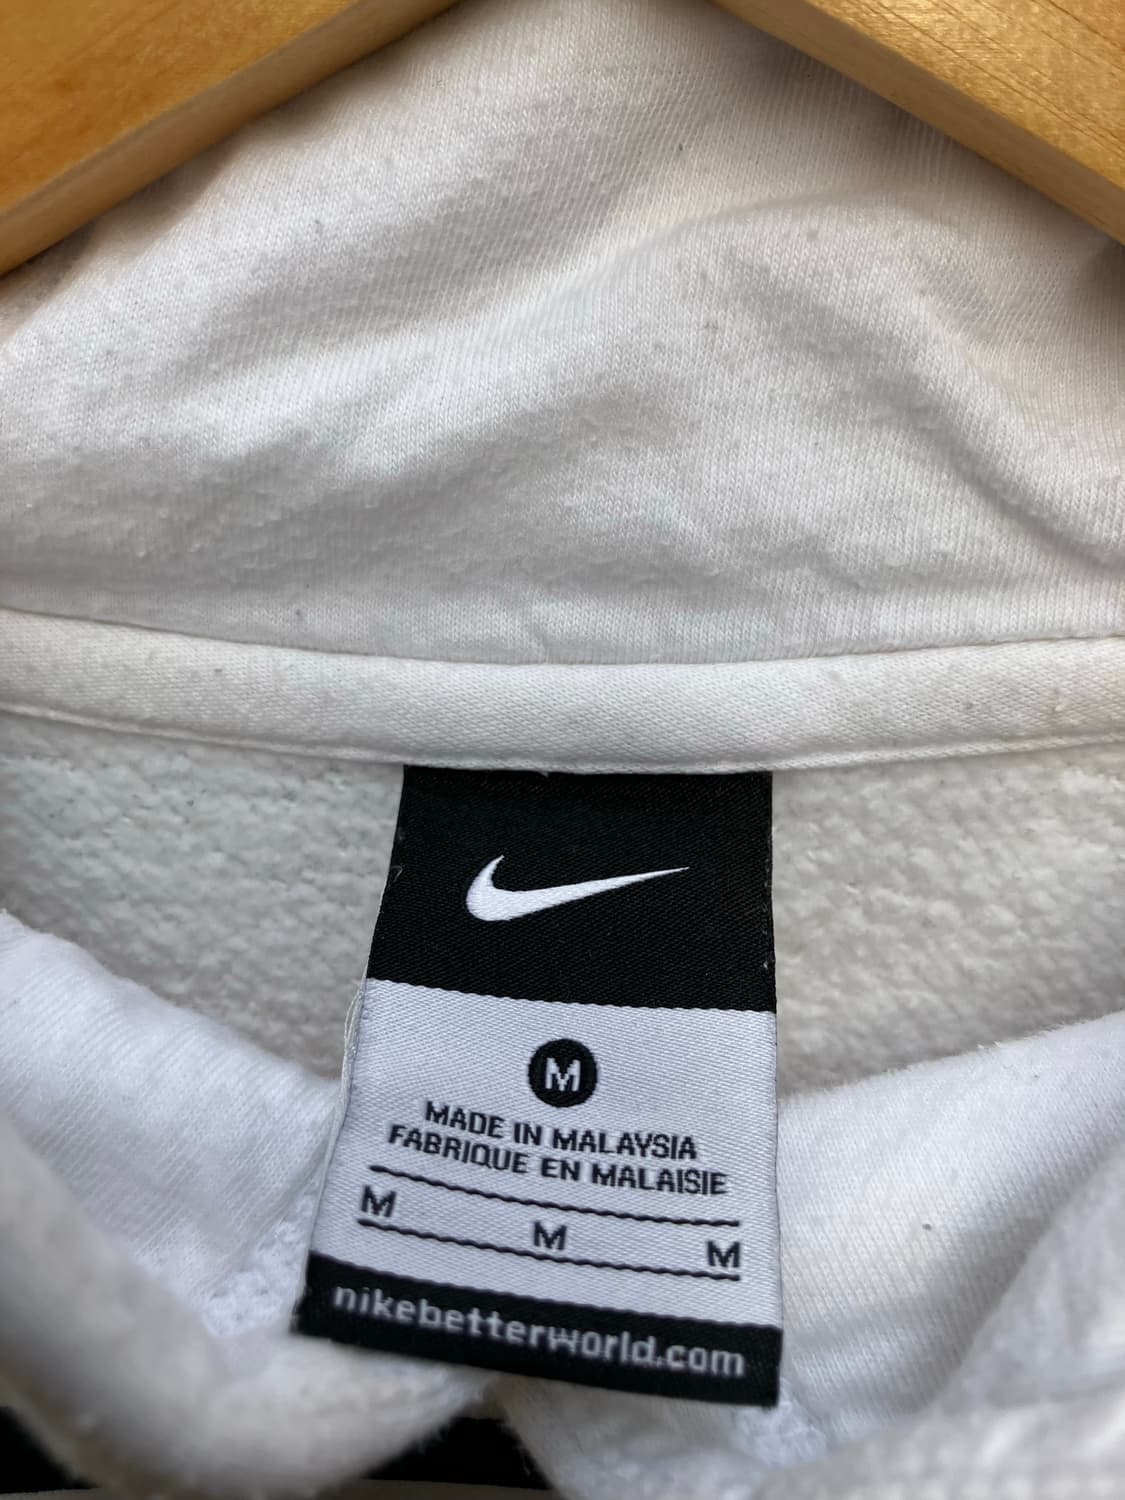 M
MADE IN MALAYSIA
FABRIQUE EN MALAISIE
M M M
nikebetterworld.com